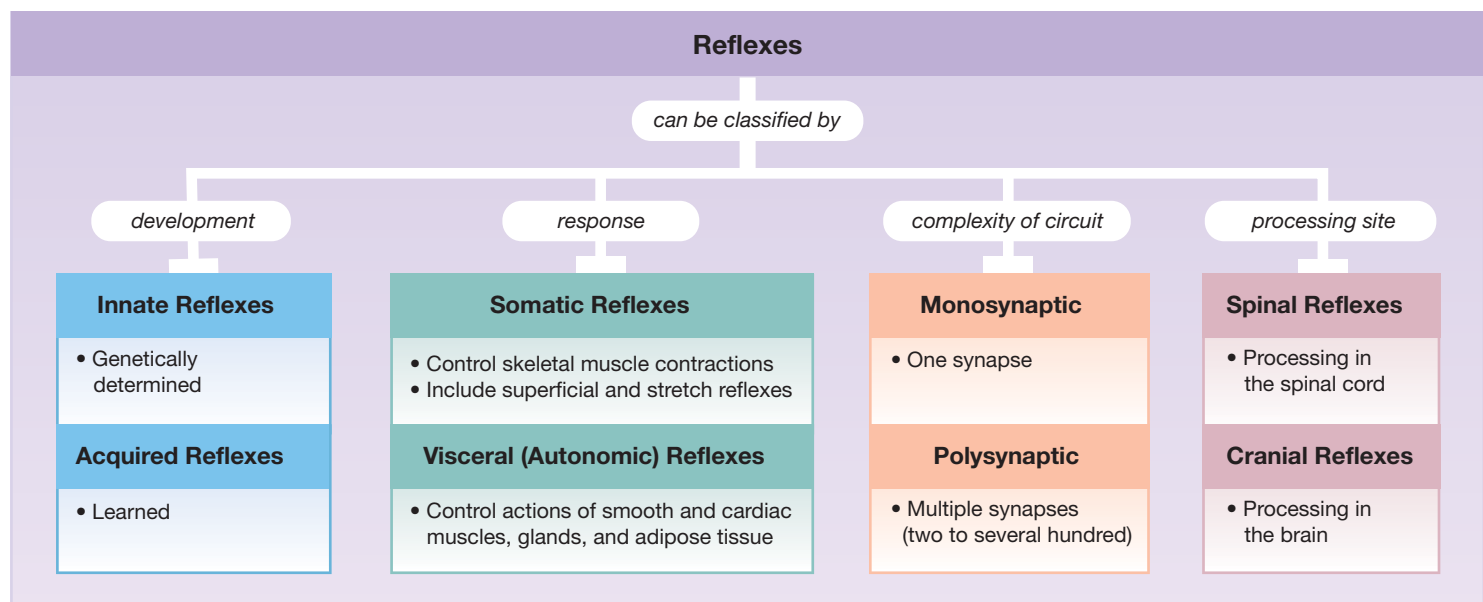 Reflexes
can be classified by
development
Innate Reflexes
• Genetically
determined
Acquired Reflexes
• Learned
response
Somatic Reflexes
• Control skeletal muscle contractions
• Include superficial and stretch reflexes
Visceral (Autonomic) Reflexes
• Control actions of smooth and cardiac
muscles, glands, and adipose tissue
complexity of circuit
Monosynaptic
• One synapse
Polysynaptic
• Multiple synapses
(two to several hundred)
processing site
Spinal Reflexes
• Processing in
the spinal cord
Cranial Reflexes
• Processing in
the brain